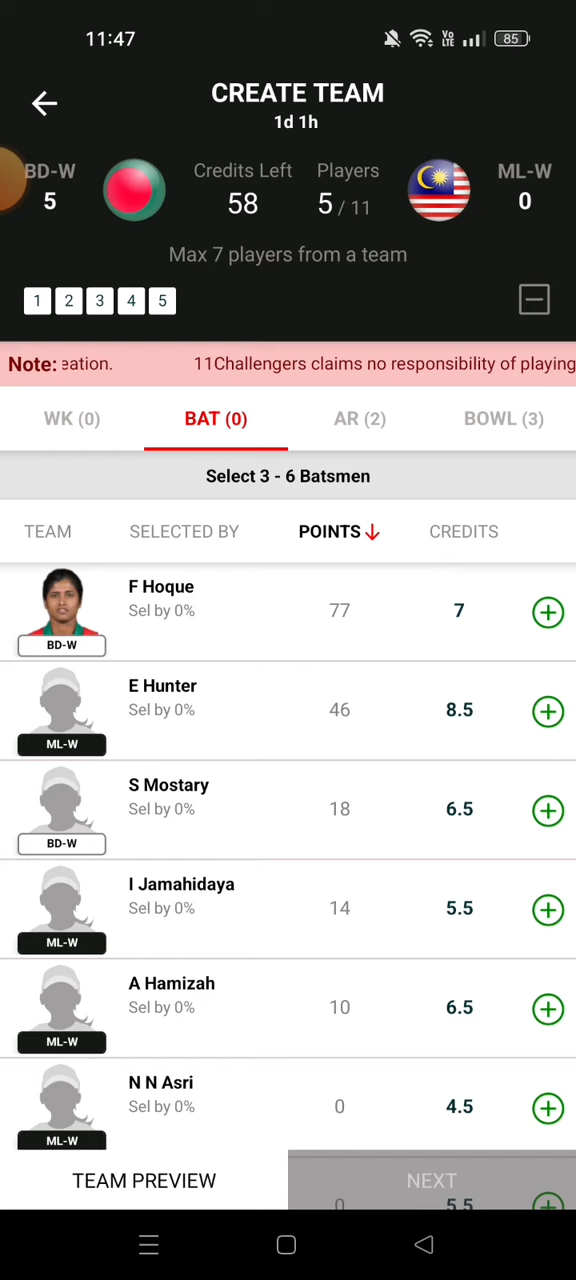 11:47
Vo LTE
85
CREATE TEAM
1d 1h
BD-W
Credits Left
Players
ML-W
5
58
5 / 11
0
Max 7 players from a team
1 2 3 4 5
Note: eation. 11Challengers claims no responsibility of playing
WK (0) BAT (0) AR (2) BOWL (3)
Select 3 - 6 Batsmen
TEAM SELECTED BY POINTS CREDITS
F Hoque
Sel by 0% 77 7
BD-W
E Hunter
Sel by 0% 46 8.5
ML-W
S Mostary
Sel by 0% 18 6.5
BD-W
I Jamahidaya
Sel by 0% 14 5.5
ML-W
A Hamizah
Sel by 0% 10 6.5
ML-W
N N Asri
Sel by 0% 0 4.5
ML-W
TEAM PREVIEW NEXT
0 5.5